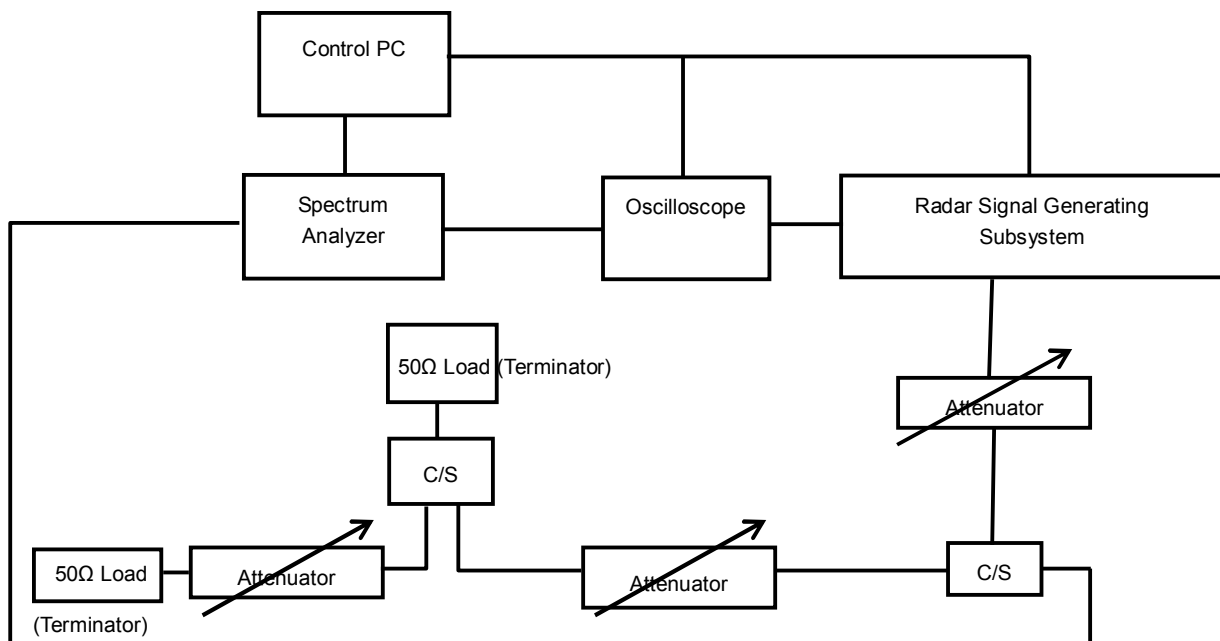 Control PC
Spectrum
Analyzer
Oscilloscope
Radar Signal Generating
Subsystem
50Ω Load (Terminator)
Attenuator
C/S
50Ω Load
(Terminator)
Attenuator
Attenuator
C/S